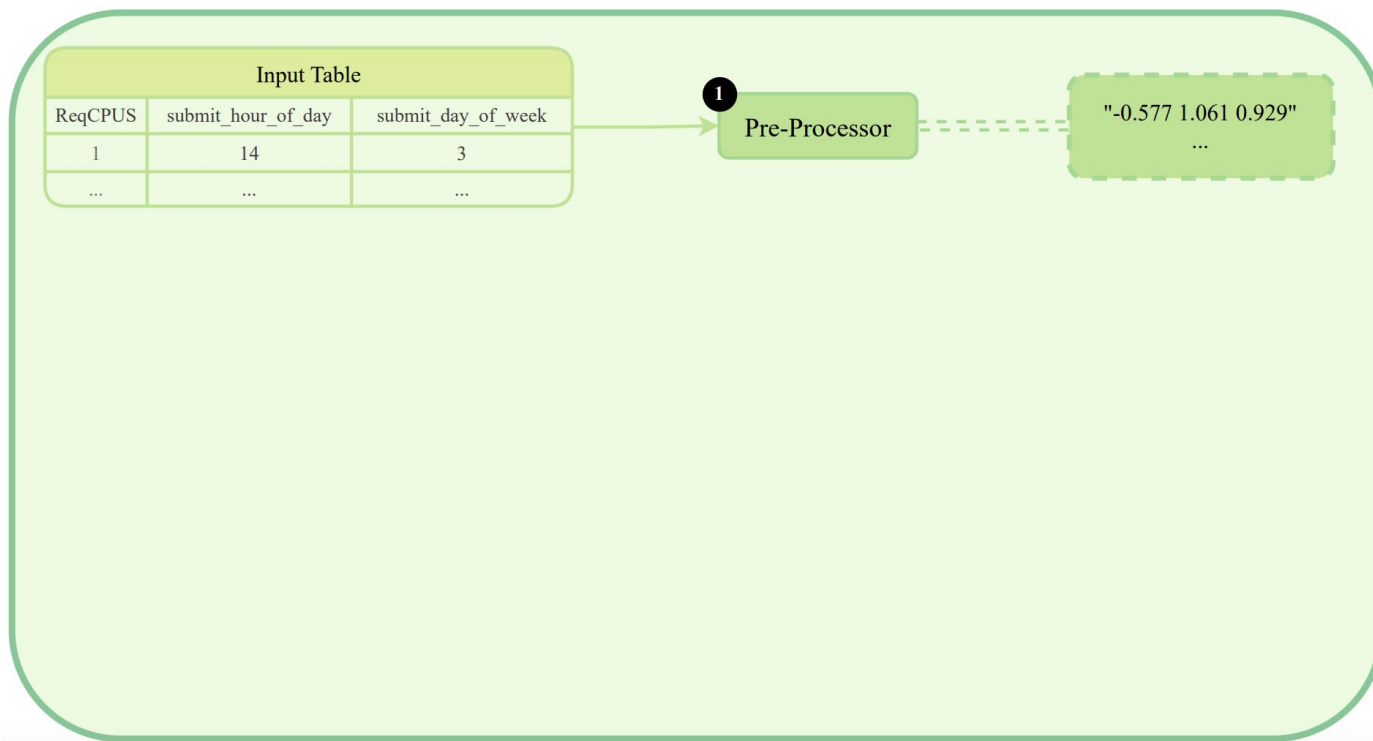 Input Table
ReqCPUS submit_hour_of_day submit_day_of_week
1 14 3
... ... ...
1
Pre-Processor
"-0.577 1.061 0.929"
...